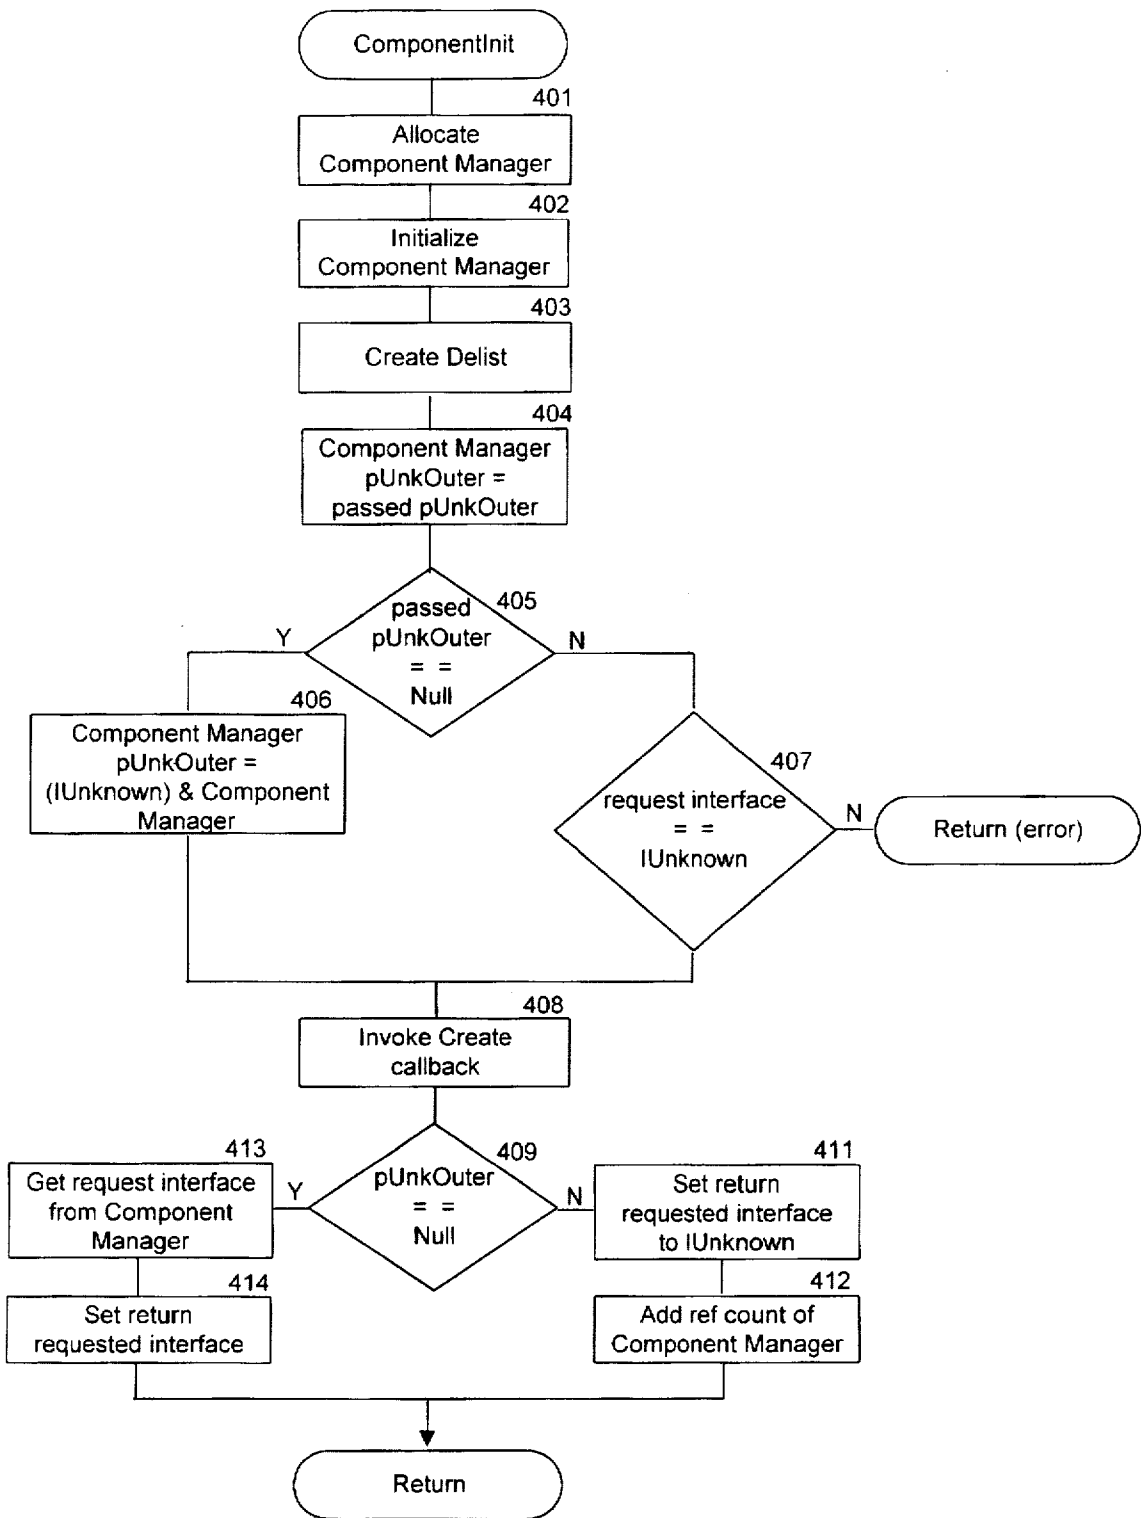 ComponentInit
401
Allocate
Component Manager
402
Initialize
Component Manager
403
Create Delist
404
Component Manager
pUnkOuter =
passed pUnkOuter
405
passed
pUnkOuter
= =
Null
Y
N
406
Component Manager
pUnkOuter =
(IUnknown) & Component
Manager
407
request interface
= =
IUnknown
N
Return (error)
408
Invoke Create
callback
409
pUnkOuter
= =
Null
Y
N
413
Get request interface
from Component
Manager
411
Set return
requested interface
to IUnknown
414
Set return
requested interface
412
Add ref count of
Component Manager
Return